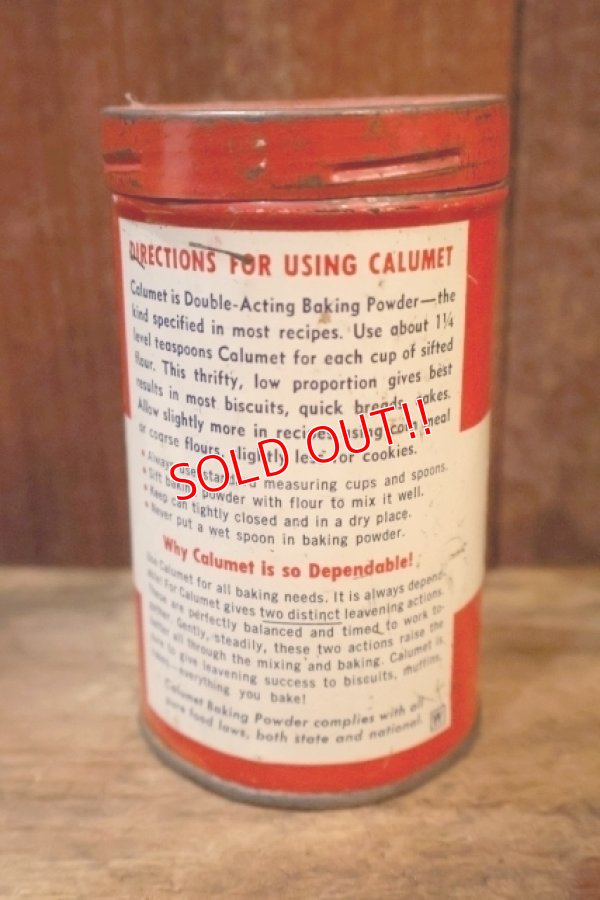 DIRECTIONS FOR USING CALUMET
Calumet is Double-Acting Baking Powder—the
kind specified in most recipes. Use about 1¼
level teaspoons Calumet for each cup of sifted
flour. This thrifty, low proportion gives best
results in most biscuits, quick breads, cakes.
Allow slightly more in recipes using corn meal
or coarse flours, slightly less for cookies.
• Always use standard measuring cups and spoons.
• Sift baking powder with flour to mix it well.
• Keep can tightly closed and in a dry place.
• Never put a wet spoon in baking powder.
SOLD OUT!!
Why Calumet is so Dependable!
Use Calumet for all baking needs. It is always depend-
able! For Calumet gives two distinct leavening actions.
These are perfectly balanced and timed to work to-
gether. Gently, steadily, these two actions raise the
batter all through the mixing and baking. Calumet is
sure to give leavening success to biscuits, muffins,
everything you bake!
Calumet Baking Powder complies with all
pure food laws, both state and national.